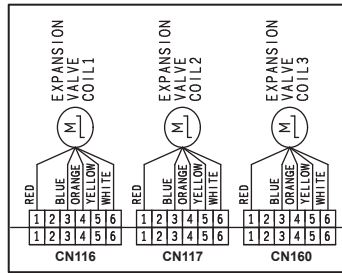 EXPANSION
VALVE
COIL1
M
RED
BLUE
ORANGE
YELLOW
WHITE
1 2 3 4 5 6
1 2 3 4 5 6
CN116
EXPANSION
VALVE
COIL2
M
RED
BLUE
ORANGE
YELLOW
WHITE
1 2 3 4 5 6
1 2 3 4 5 6
CN117
EXPANSION
VALVE
COIL3
M
RED
BLUE
ORANGE
YELLOW
WHITE
1 2 3 4 5 6
1 2 3 4 5 6
CN160